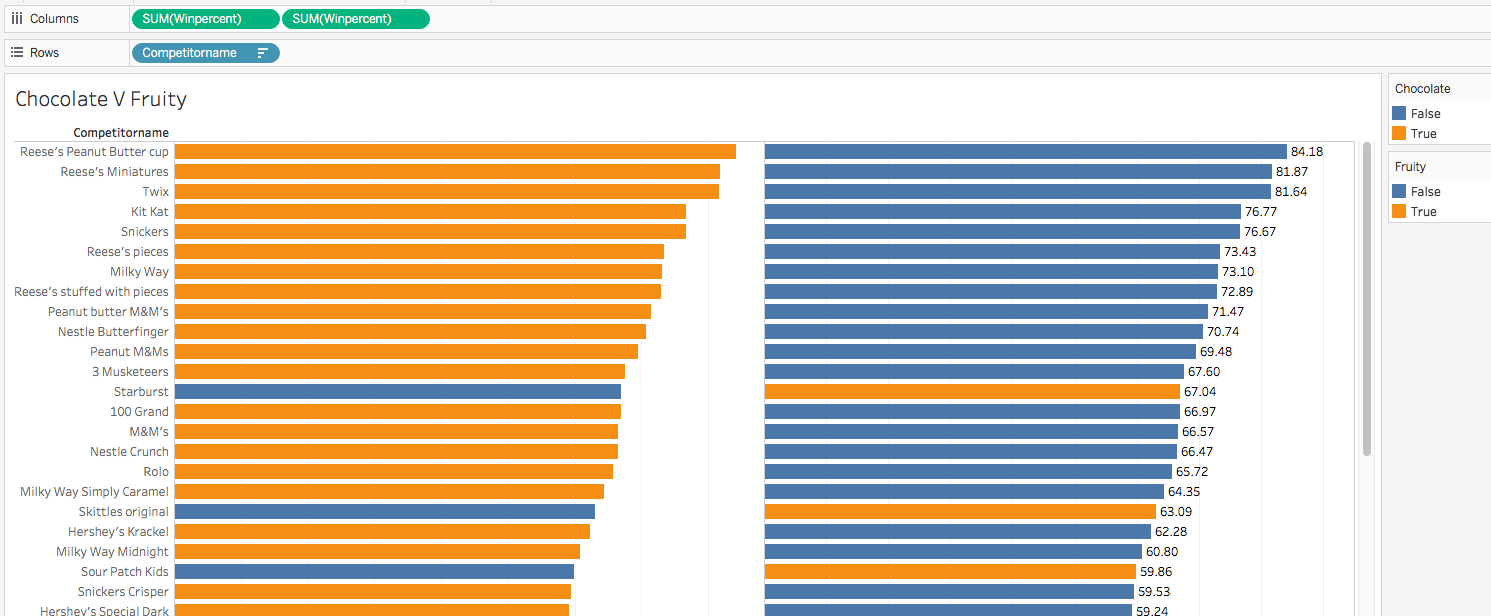 Columns SUM(Winpercent) SUM(Winpercent)
Rows Competitorname
Chocolate V Fruity
Competitorname
Reese's Peanut Butter cup 84.18
Reese's Miniatures 81.87
Twix 81.64
Kit Kat 76.77
Snickers 76.67
Reese's pieces 73.43
Milky Way 73.10
Reese's stuffed with pieces 72.89
Peanut butter M&M's 71.47
Nestle Butterfinger 70.74
Peanut M&Ms 69.48
3 Musketeers 67.60
Starburst 67.04
100 Grand 66.97
M&M's 66.57
Nestle Crunch 66.47
Rolo 65.72
Milky Way Simply Caramel 64.35
Skittles original 63.09
Hershey's Krackel 62.28
Milky Way Midnight 60.80
Sour Patch Kids 59.86
Snickers Crisper 59.53
Hershey's Special Dark 59.24
Chocolate
False
True
Fruity
False
True